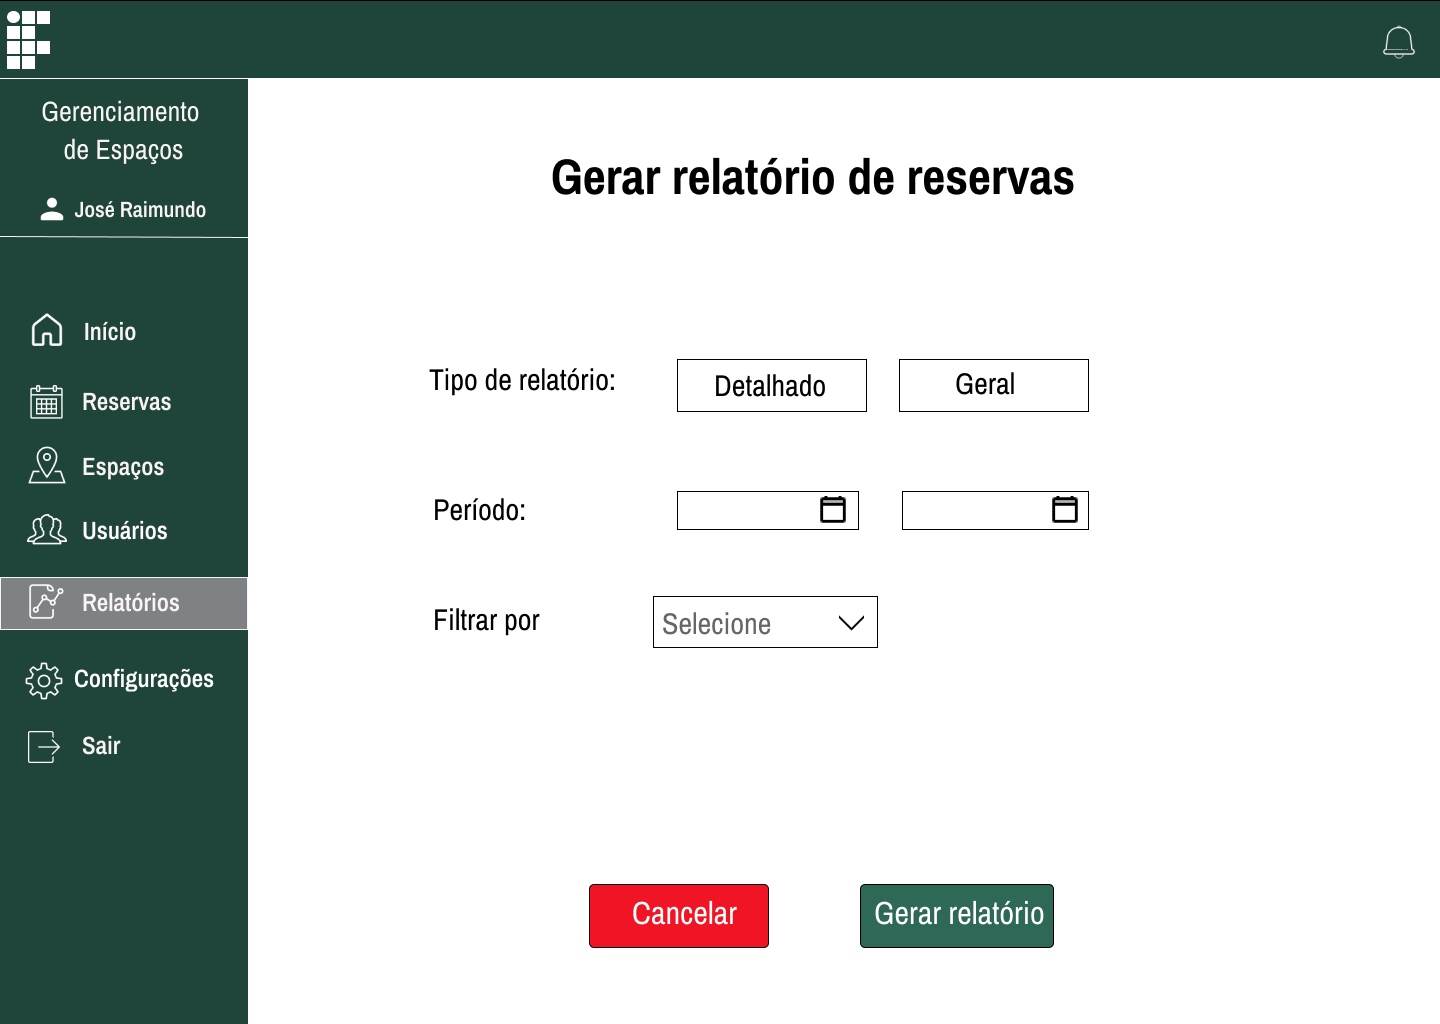 Gerenciamento
de Espaços
José Raimundo
Início
Reservas
Espaços
Usuários
Relatórios
Configurações
Sair
Gerar relatório de reservas
Tipo de relatório: Detalhado Geral
Período:
Filtrar por Selecione
Cancelar Gerar relatório